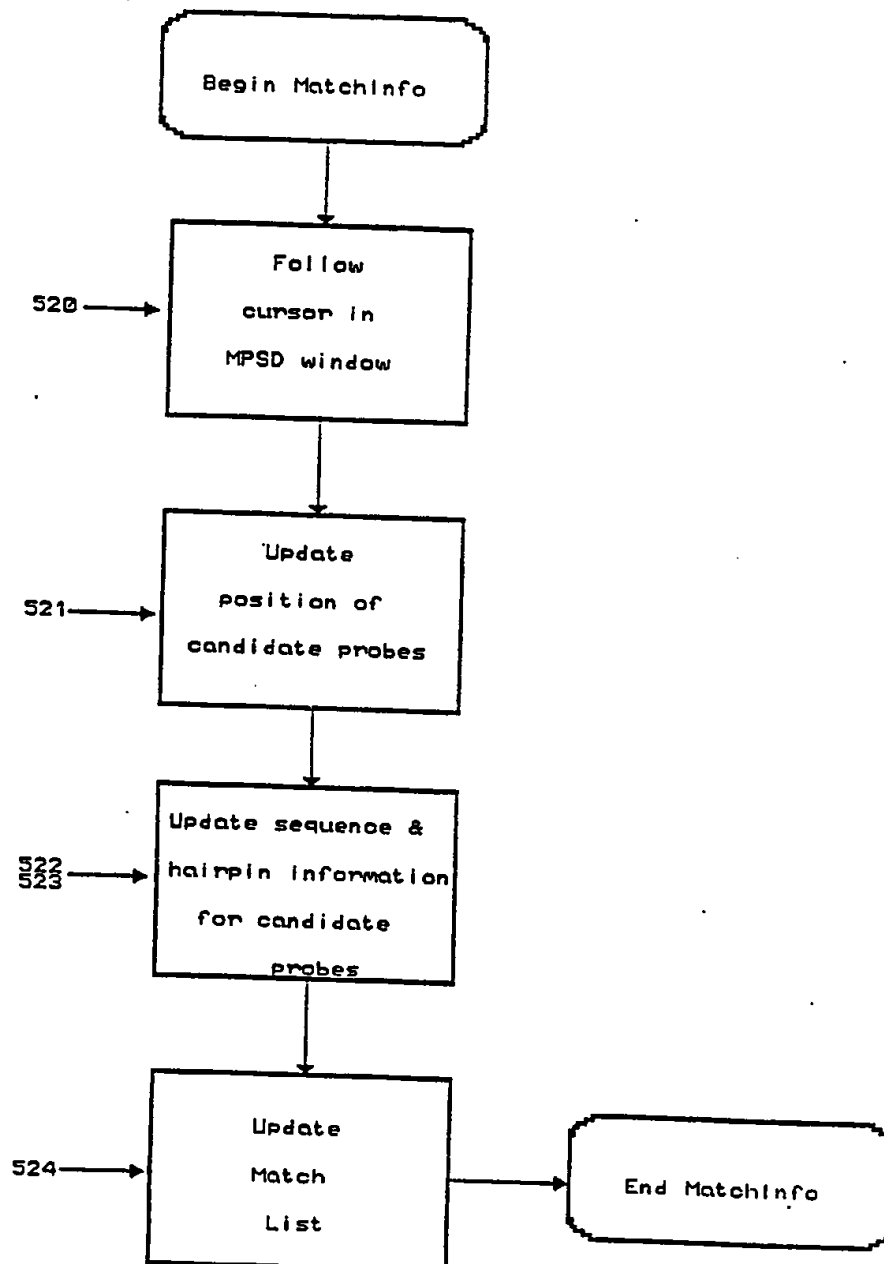 Begin MatchInfo
Follow
520
cursor in
MPSD window
Update
521
position of
candidate probes
Update sequence &
522
523
hairpin information
for candidate
probes
Update
524
Match
List
End MatchInfo